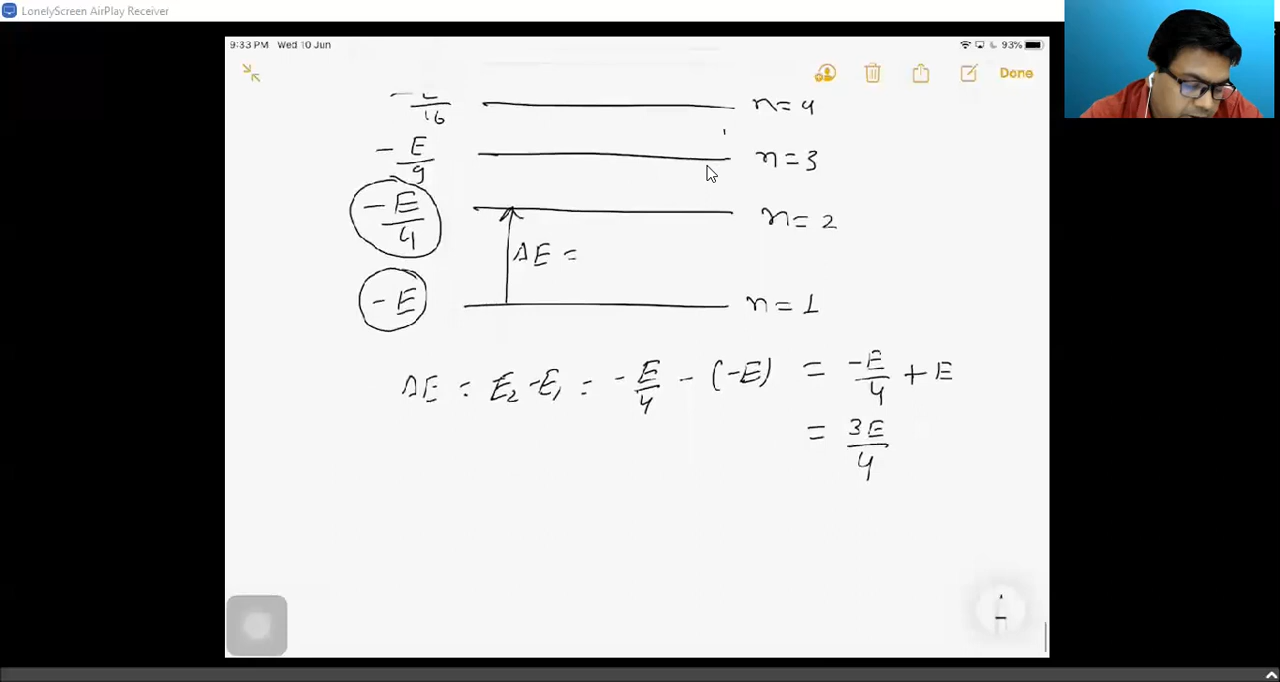 LonelyScreen AirPlay Receiver
9:33 PM Wed 10 Jun 93%
Done
-E/16 n=4
-E/9 n=3
-E/4 n=2
ΔE =
-E n=1
ΔE = E₂-E₁ = -E/4 - (-E) = -E/4 + E
= 3E/4